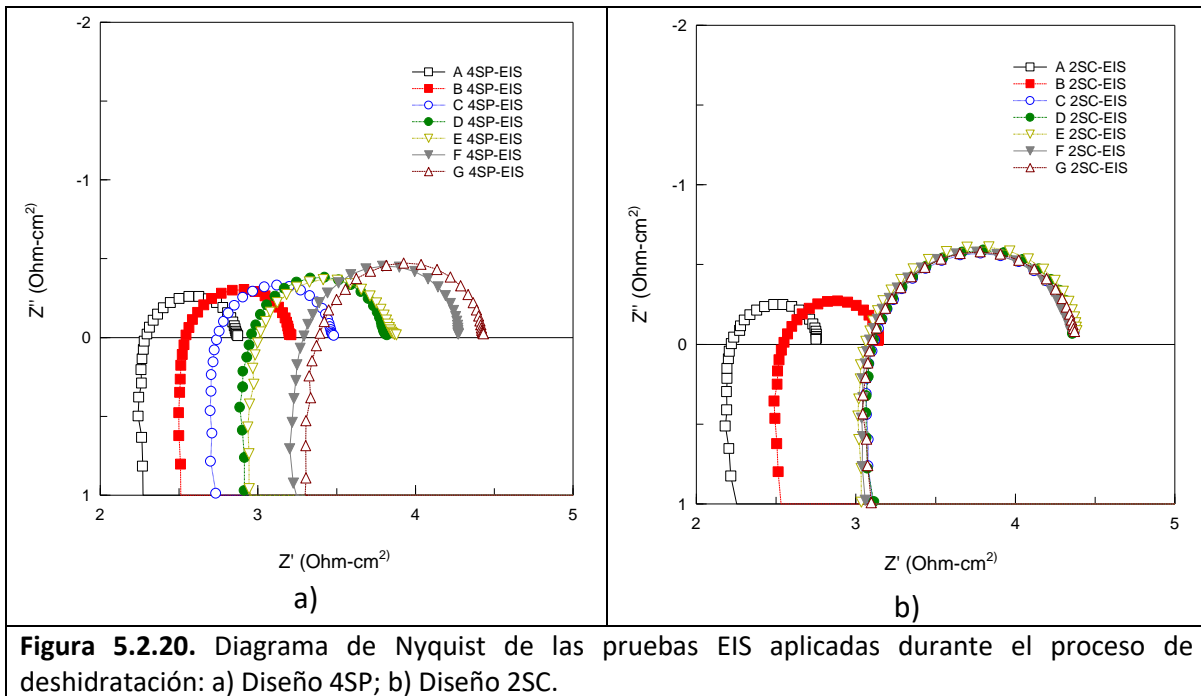 -2
-1
0
1
2
3
4
5
Z'' (Ohm-cm2)
Z' (Ohm-cm2)
A 4SP-EIS
B 4SP-EIS
C 4SP-EIS
D 4SP-EIS
E 4SP-EIS
F 4SP-EIS
G 4SP-EIS
a)
-2
-1
0
1
2
3
4
5
Z'' (Ohm-cm2)
Z' (Ohm-cm2)
A 2SC-EIS
B 2SC-EIS
C 2SC-EIS
D 2SC-EIS
E 2SC-EIS
F 2SC-EIS
G 2SC-EIS
b)
Figura 5.2.20. Diagrama de Nyquist de las pruebas EIS aplicadas durante el proceso de
deshidratación: a) Diseño 4SP; b) Diseño 2SC.